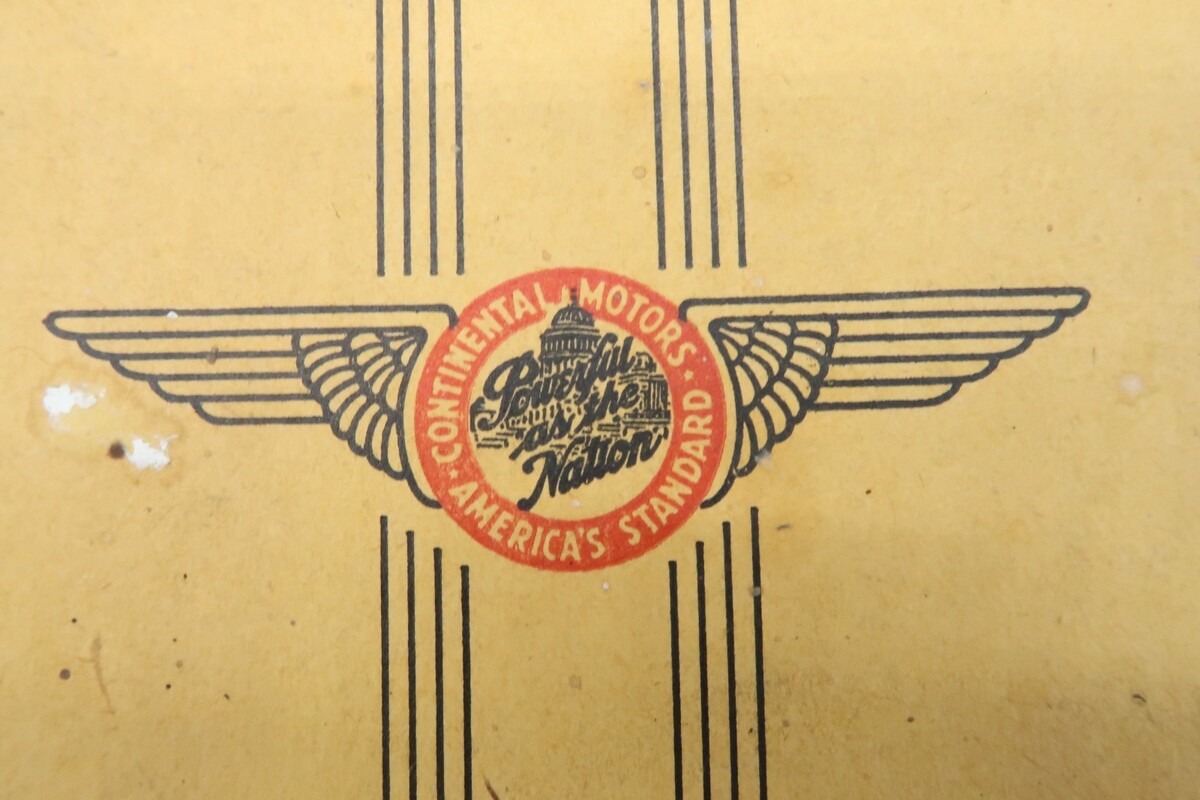 CONTINENTAL MOTORS
Powerful
as the
Nation
AMERICA'S STANDARD